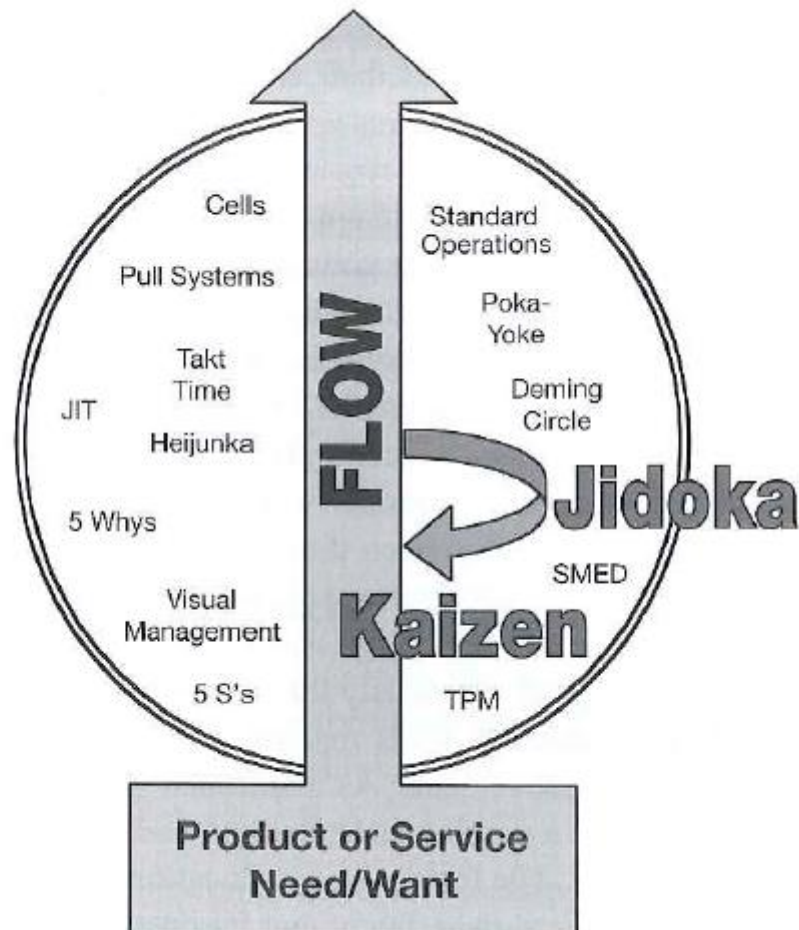 Cells
Pull Systems
Takt
Time
JIT
Heijunka
5 Whys
Visual
Management
5 S's
FLOW
Standard
Operations
Poka-
Yoke
Deming
Circle
Jidoka
SMED
Kaizen
TPM
Product or Service
Need/Want